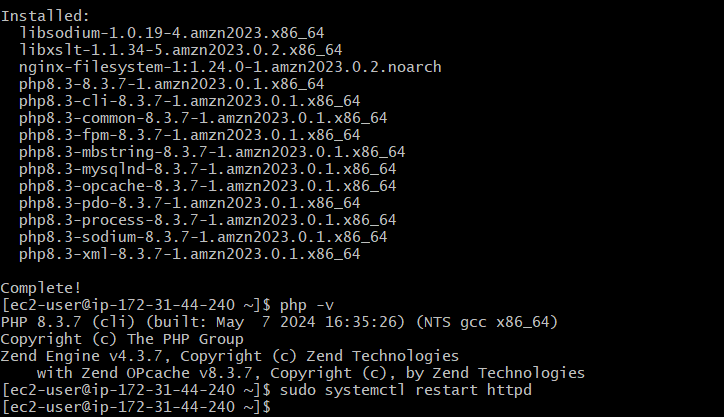 Installed:
  libsodium-1.0.19-4.amzn2023.x86_64
  libxslt-1.1.34-5.amzn2023.0.2.x86_64
  nginx-filesystem-1:1.24.0-1.amzn2023.0.2.noarch
  php8.3-8.3.7-1.amzn2023.0.1.x86_64
  php8.3-cli-8.3.7-1.amzn2023.0.1.x86_64
  php8.3-common-8.3.7-1.amzn2023.0.1.x86_64
  php8.3-fpm-8.3.7-1.amzn2023.0.1.x86_64
  php8.3-mbstring-8.3.7-1.amzn2023.0.1.x86_64
  php8.3-mysqlnd-8.3.7-1.amzn2023.0.1.x86_64
  php8.3-opcache-8.3.7-1.amzn2023.0.1.x86_64
  php8.3-pdo-8.3.7-1.amzn2023.0.1.x86_64
  php8.3-process-8.3.7-1.amzn2023.0.1.x86_64
  php8.3-sodium-8.3.7-1.amzn2023.0.1.x86_64
  php8.3-xml-8.3.7-1.amzn2023.0.1.x86_64

Complete!
[ec2-user@ip-172-31-44-240 ~]$ php -v
PHP 8.3.7 (cli) (built: May  7 2024 16:35:26) (NTS gcc x86_64)
Copyright (c) The PHP Group
Zend Engine v4.3.7, Copyright (c) Zend Technologies
    with Zend OPcache v8.3.7, Copyright (c), by Zend Technologies
[ec2-user@ip-172-31-44-240 ~]$ sudo systemctl restart httpd
[ec2-user@ip-172-31-44-240 ~]$